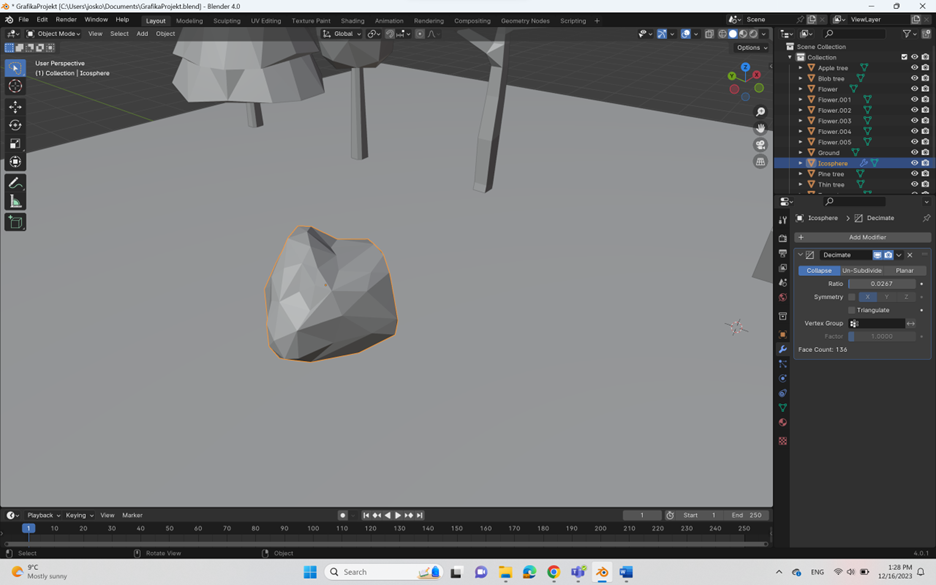 * GrafikaProjekt [C:\Users\josko\...\GrafikaProjekt.blend] - Blender 4.0
File Edit Render Window Help
Layout Modeling Sculpting UV Editing Texture Paint Shading Animation Rendering Compositing Geometry Nodes Scripting +
Scene
ViewLayer
Object Mode View Select Add Object
Global
Options
User Perspective
(1) Collection | Icosphere
Z
Y
X
Scene Collection
Collection
Apple tree
Blob tree
Flower
Flower.001
Flower.002
Flower.003
Flower.004
Flower.005
Ground
Icosphere
Pine tree
Thin tree
Icosphere > Decimate
+ Add Modifier
Decimate
Collapse Un-Subdivide Planar
Ratio 0.0267
Symmetry X Y Z
Triangulate
Vertex Group
Factor 1.0000
Face Count: 136
Playback Keying View Marker
1 Start 1 End 250
1 10 20 30 40 50 60 70 80 90 100 110 120 130 140 150 160 170 180 190 200 210 220 230 240 250
Select Rotate View Object
4.0.1
9°C
Mostly sunny
Search
ENG
1:28 PM
12/16/2023